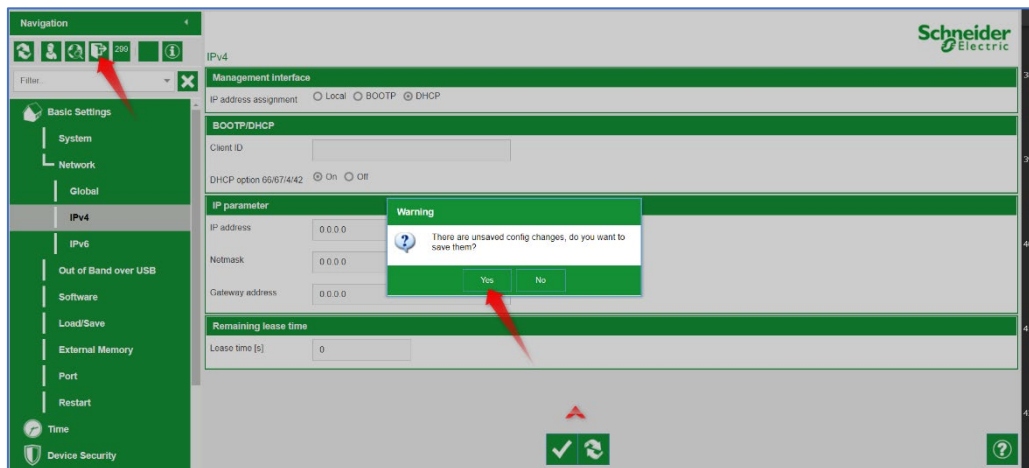 Navigation
299
Filter...
Basic Settings
System
Network
Global
IPv4
IPv6
Out of Band over USB
Software
Load/Save
External Memory
Port
Restart
Time
Device Security
Schneider
Electric
IPv4
Management interface
IP address assignment Local BOOTP DHCP
BOOTP/DHCP
Client ID
DHCP option 66/67/4/42 On Off
IP parameter
IP address 0.0.0.0
Netmask 0.0.0.0
Gateway address 0.0.0.0
Remaining lease time
Lease time [s] 0
Warning
There are unsaved config changes, do you want to
save them?
Yes No